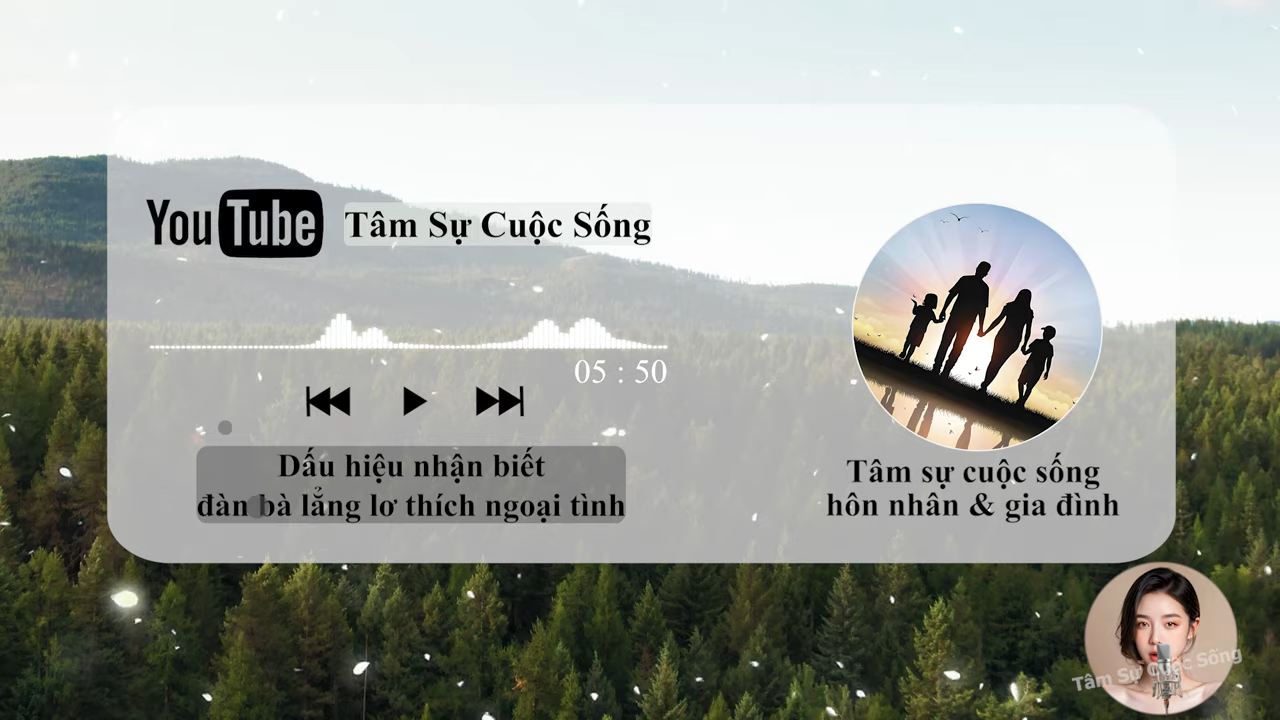 YouTube
Tâm Sự Cuộc Sống
05 : 50
Dấu hiệu nhận biết
đàn bà lẳng lơ thích ngoại tình
Tâm sự cuộc sống
hôn nhân & gia đình
Tâm Sự Cuộc Sống